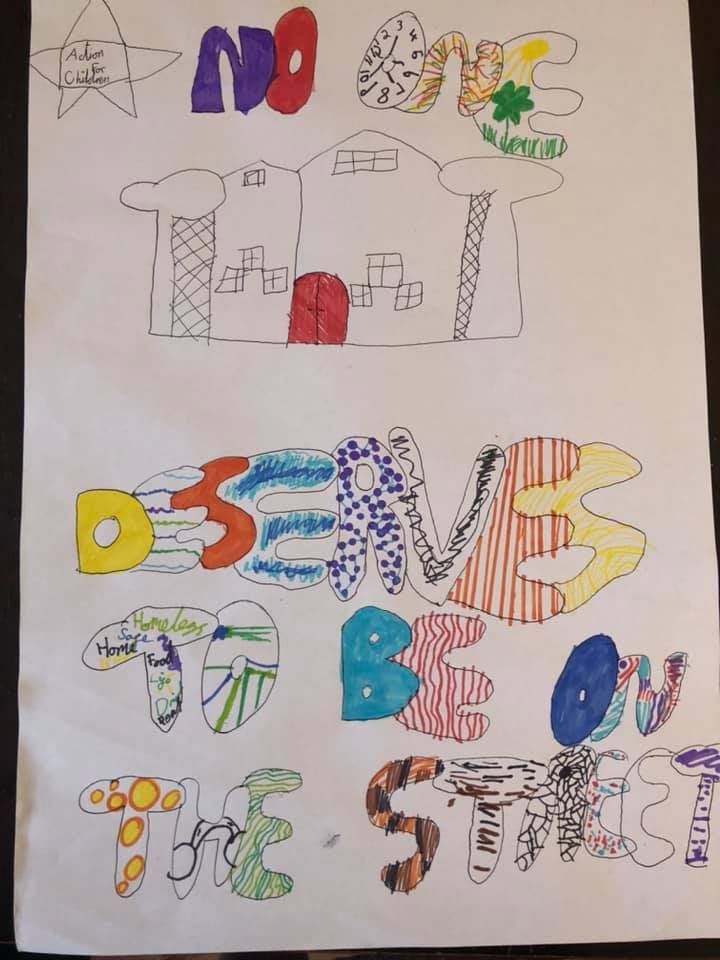 Action
For
Children
NO ONE
DESERVES
TO BE ON
Homeless
Safe
Home
Food
THE STREET